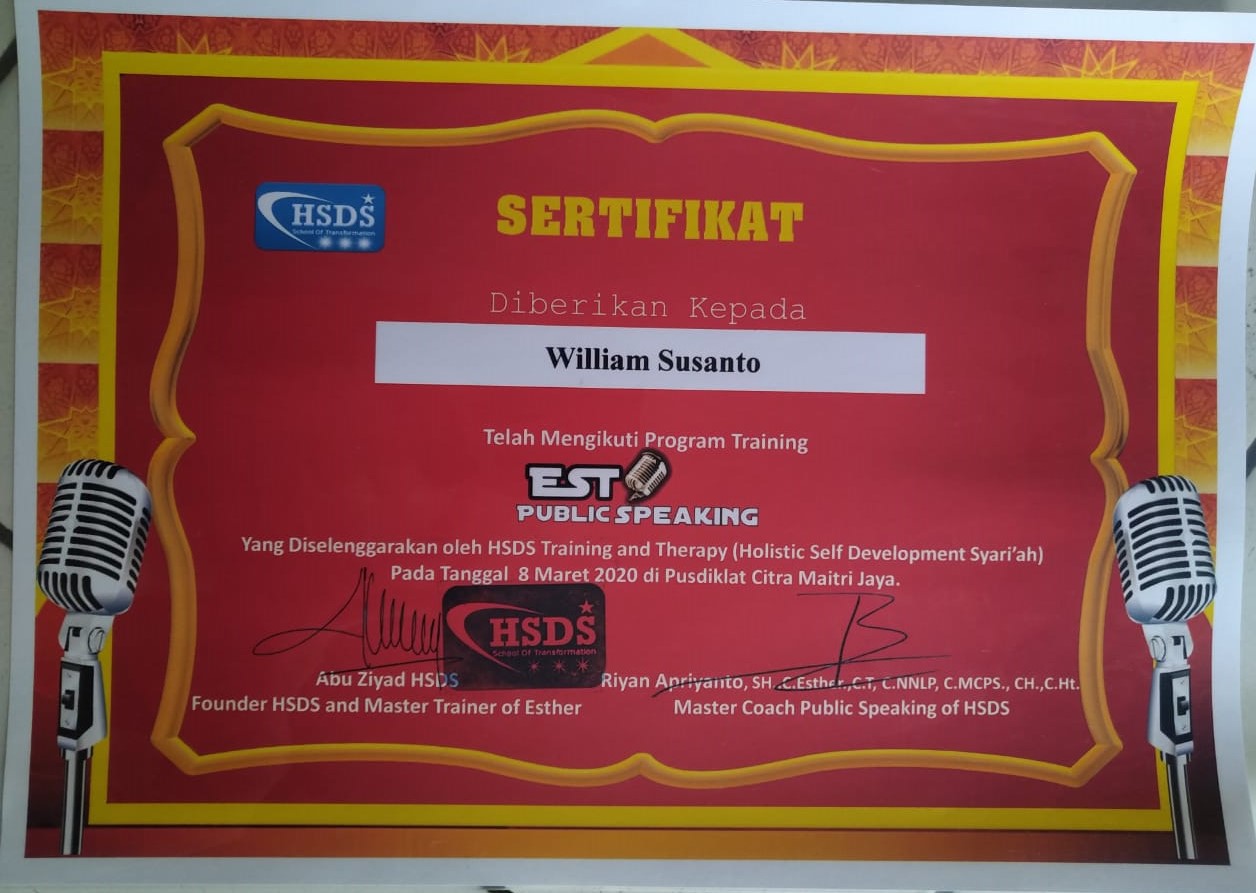 HSDS
School Of Transformation
SERTIFIKAT
Diberikan Kepada
William Susanto
Telah Mengikuti Program Training
EST
PUBLIC SPEAKING
Yang Diselenggarakan oleh HSDS Training and Therapy (Holistic Self Development Syari’ah)
Pada Tanggal 8 Maret 2020 di Pusdiklat Citra Maitri Jaya.
HSDS
School Of Transformation
Abu Ziyad HSDS
Founder HSDS and Master Trainer of Esther
Riyan Apriyanto, SH.,C.Esther.,C.T, C.NNLP, C.MCPS., CH.,C.Ht.
Master Coach Public Speaking of HSDS